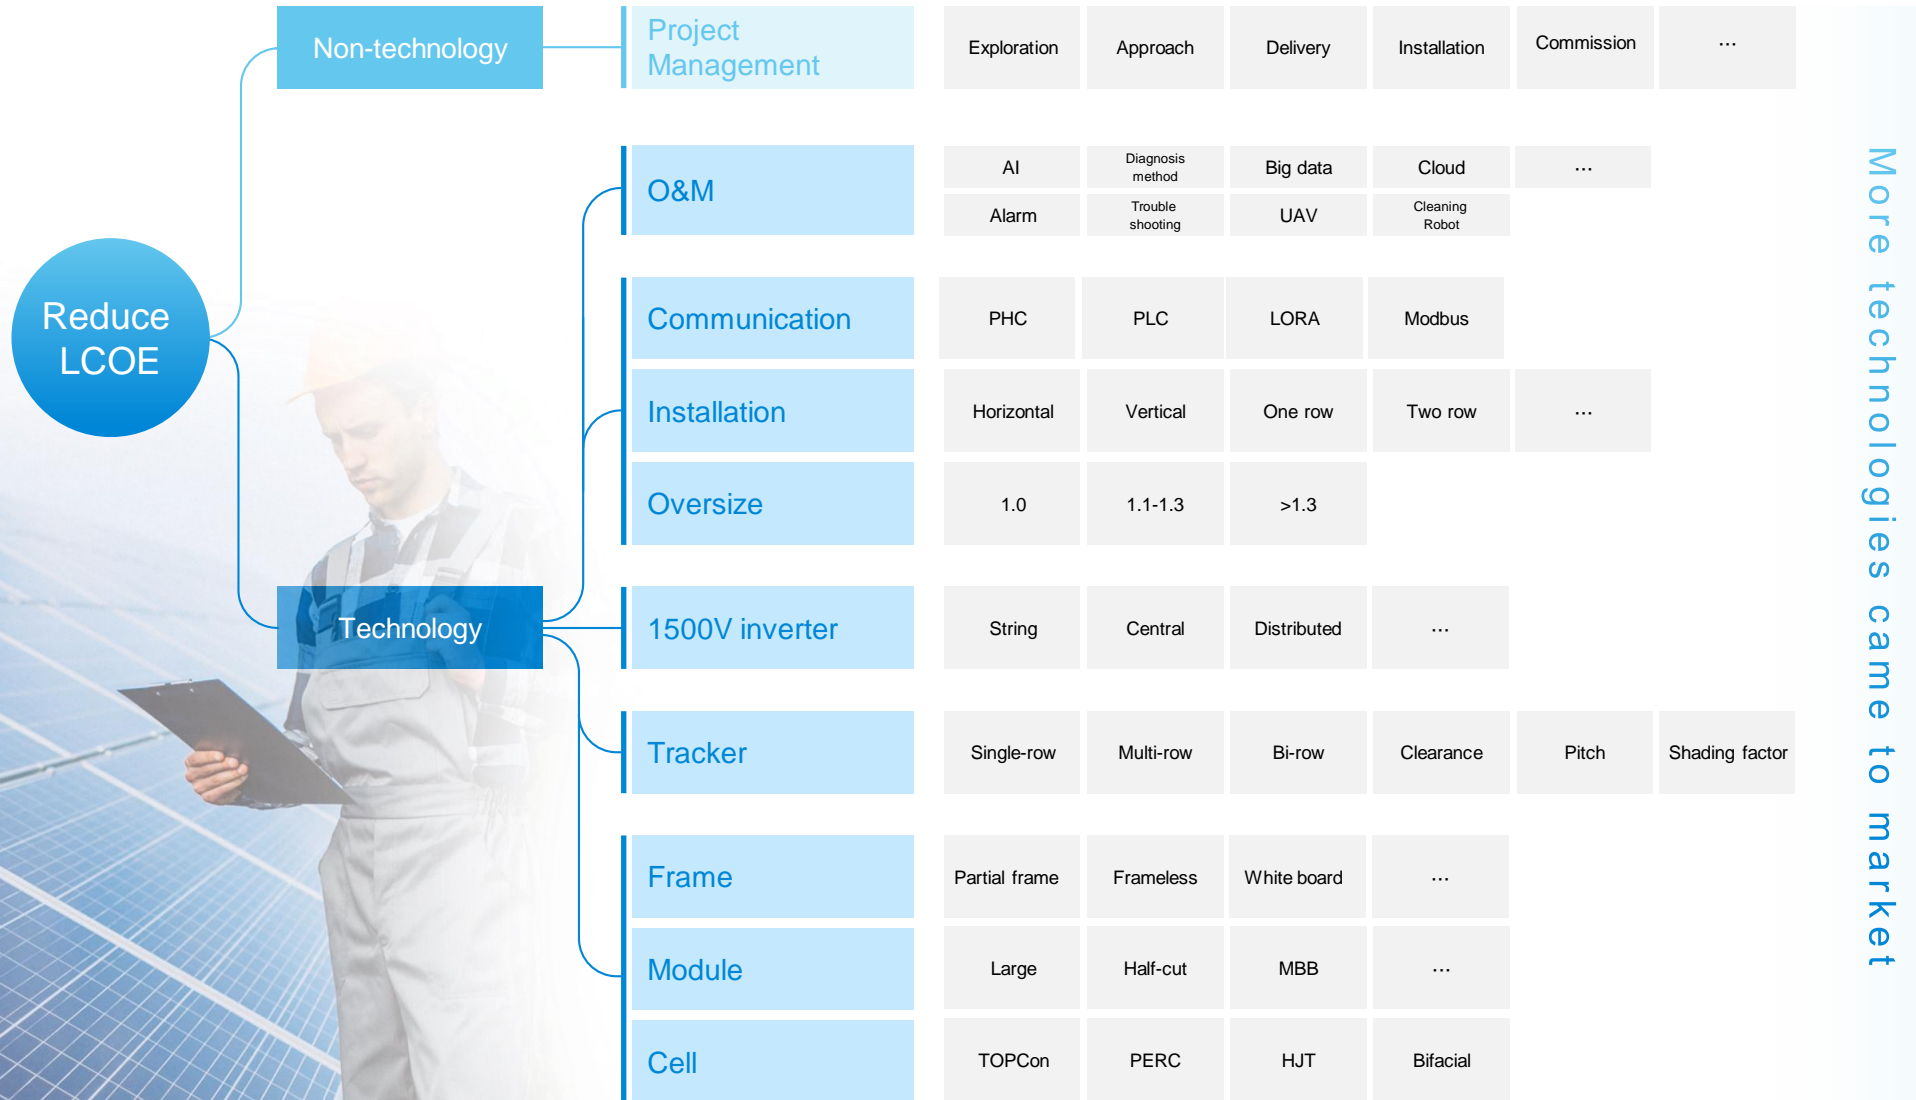 Reduce
LCOE
Non-technology
Project
Management
Exploration
Approach
Delivery
Installation
Commission
...
Technology
O&M
AI
Diagnosis
method
Big data
Cloud
...
Alarm
Trouble
shooting
UAV
Cleaning
Robot
Communication
PHC
PLC
LORA
Modbus
Installation
Horizontal
Vertical
One row
Two row
...
Oversize
1.0
1.1-1.3
>1.3
1500V inverter
String
Central
Distributed
...
Tracker
Single-row
Multi-row
Bi-row
Clearance
Pitch
Shading factor
Frame
Partial frame
Frameless
White board
...
Module
Large
Half-cut
MBB
...
Cell
TOPCon
PERC
HJT
Bifacial
More technologies came to market